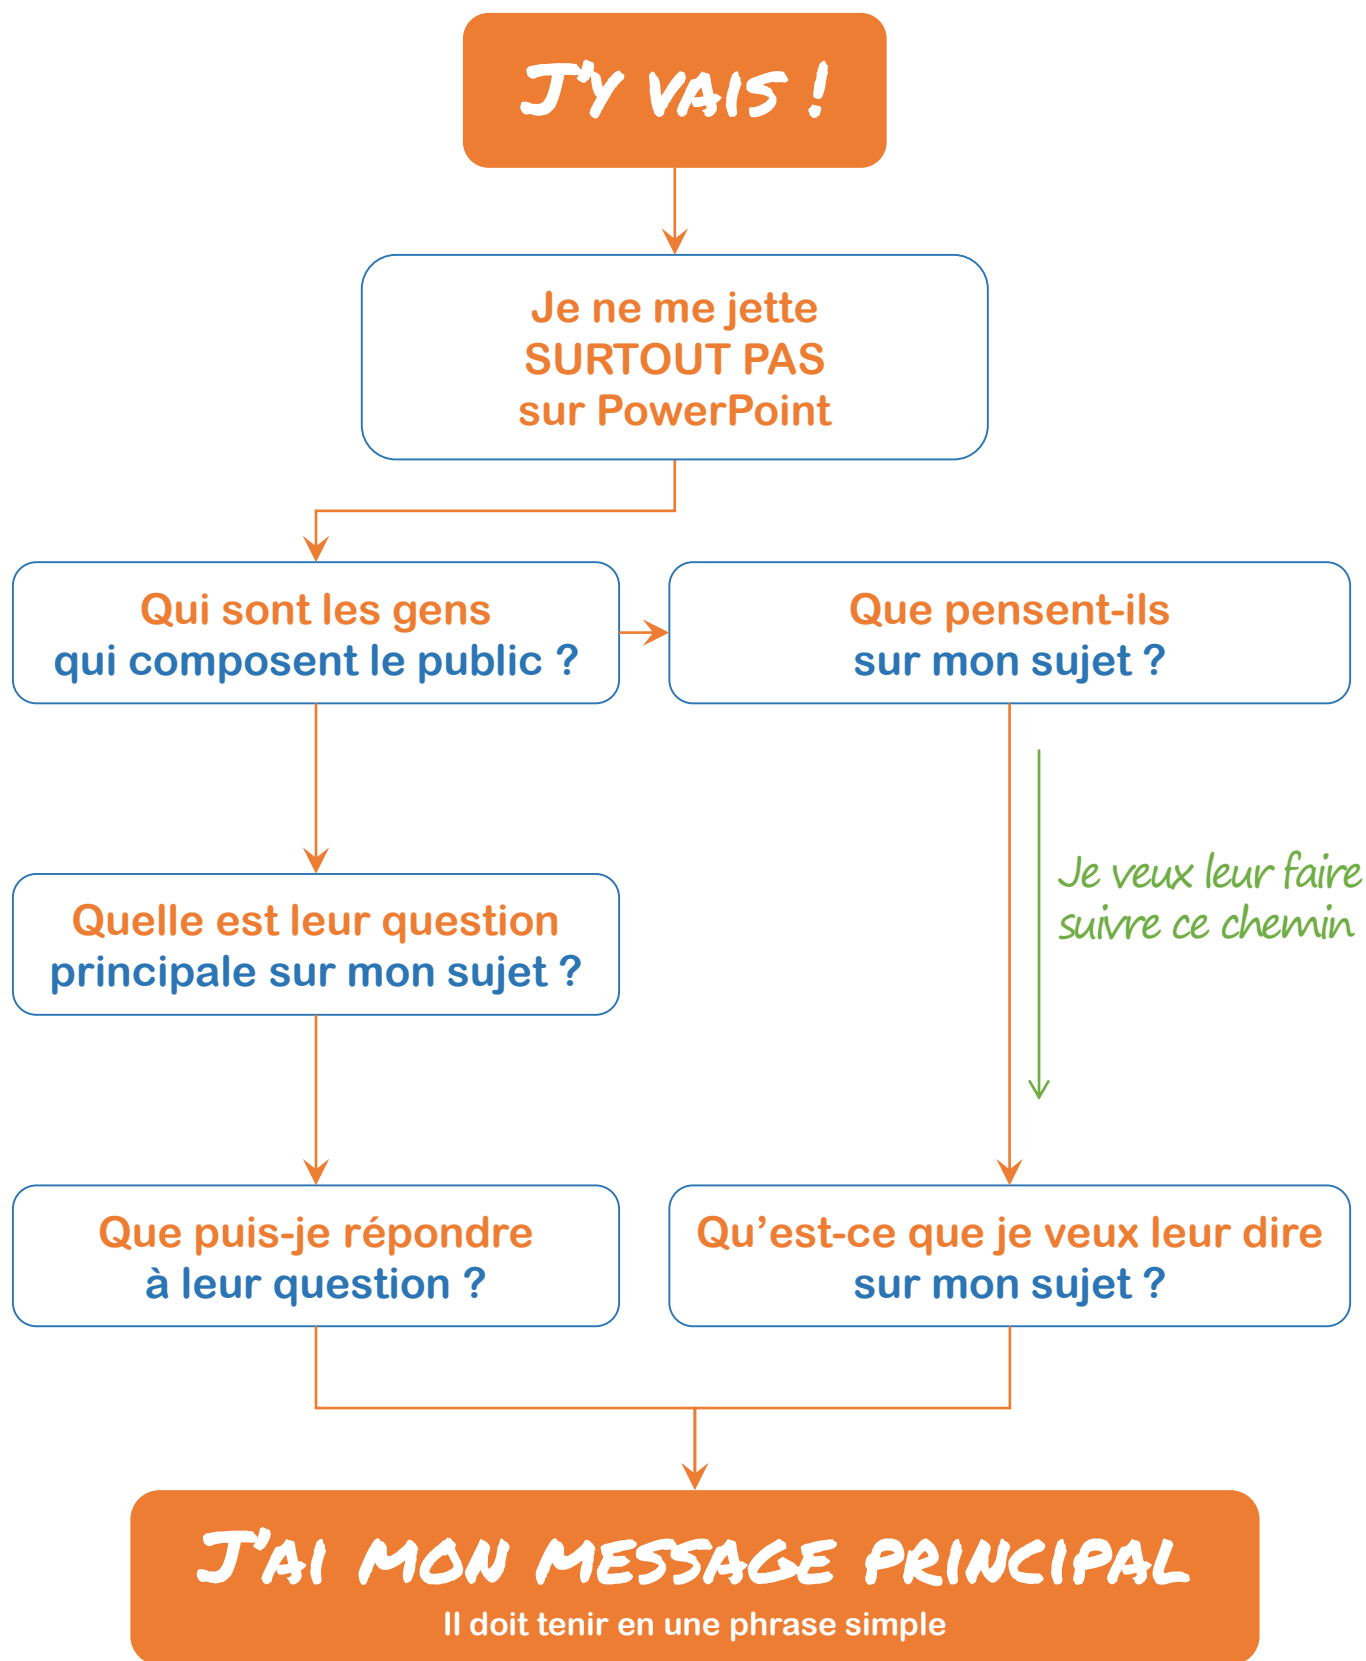 J'y vais !
Je ne me jette
SURTOUT PAS
sur PowerPoint
Qui sont les gens
qui composent le public ?
Que pensent-ils
sur mon sujet ?
Je veux leur faire
suivre ce chemin
Quelle est leur question
principale sur mon sujet ?
Que puis-je répondre
à leur question ?
Qu’est-ce que je veux leur dire
sur mon sujet ?
J'ai mon message principal
Il doit tenir en une phrase simple